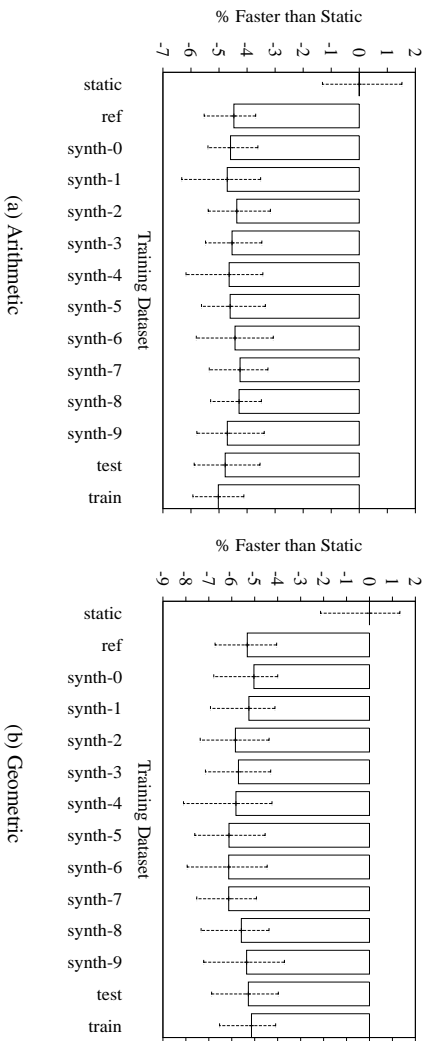 % Faster than Static
-7 -6 -5 -4 -3 -2 -1 0 1 2
static
ref
synth-0
synth-1
synth-2
synth-3
synth-4
synth-5
synth-6
synth-7
synth-8
synth-9
test
train
Training Dataset
(a) Arithmetic
% Faster than Static
-9 -8 -7 -6 -5 -4 -3 -2 -1 0 1 2
static
ref
synth-0
synth-1
synth-2
synth-3
synth-4
synth-5
synth-6
synth-7
synth-8
synth-9
test
train
Training Dataset
(b) Geometric